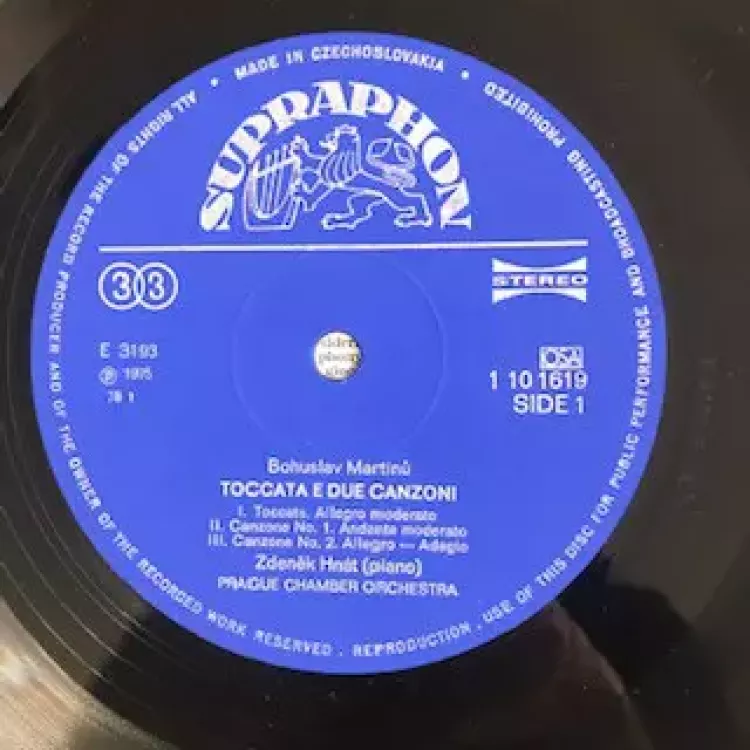 ALL RIGHTS OF THE RECORD PRODUCER AND OF THE OWNER OF THE RECORDED WORK RESERVED . REPRODUCTION . USE OF THIS DISC FOR PUBLIC PERFORMANCE AND BROADCASTING PROHIBITED
• MADE IN CZECHOSLOVAKIA •
SUPRAPHON
33
STEREO
E 3193
OSA
℗ 1975
1 10 1619
SIDE 1
Bohuslav Martinů
TOCCATA E DUE CANZONI
I. Toccata. Allegro moderato
II. Canzone No. 1. Andante moderato
III. Canzone No. 2. Allegro — Adagio
Zdeněk Hnát (piano)
PRAGUE CHAMBER ORCHESTRA